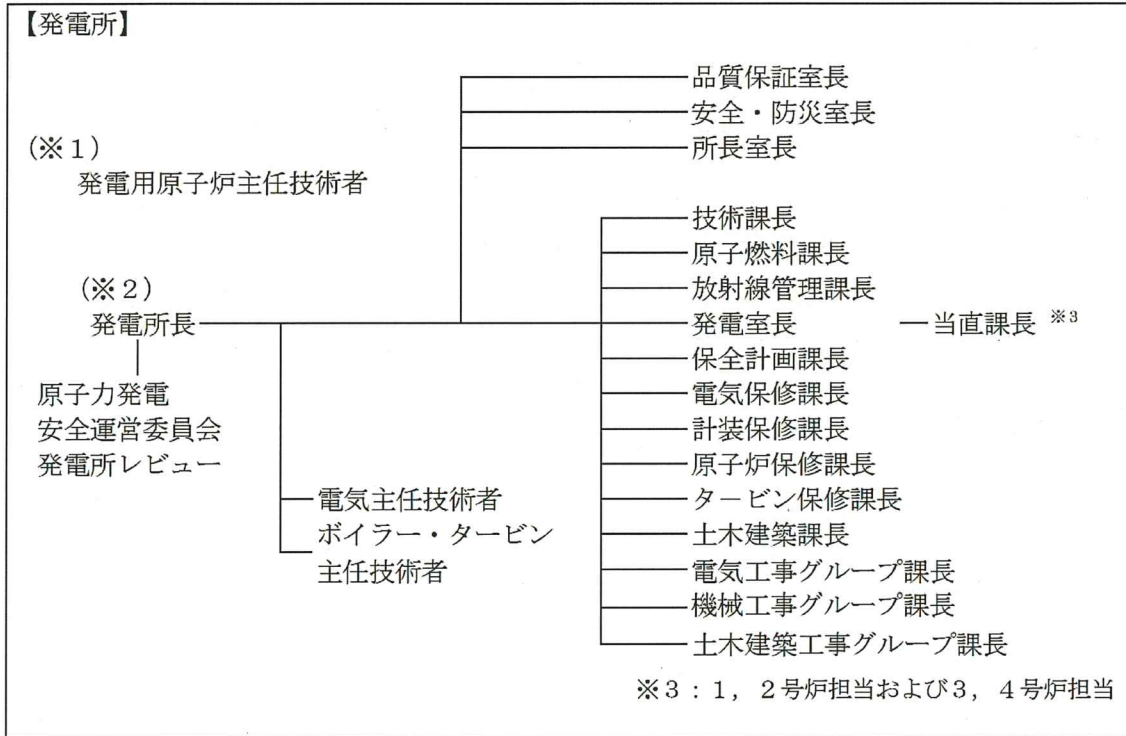 【発電所】
品質保証室長
安全・防災室長
(※1)
所長室長
発電用原子炉主任技術者
技術課長
原子燃料課長
(※2)
放射線管理課長
発電所長
発電室長
当直課長 ※3
保全計画課長
原子力発電
電気保修課長
安全運営委員会
計装保修課長
発電所レビュー
原子炉保修課長
電気主任技術者
タービン保修課長
ボイラー・タービン
土木建築課長
主任技術者
電気工事グループ課長
機械工事グループ課長
土木建築工事グループ課長
※3：1，2号炉担当および3，4号炉担当